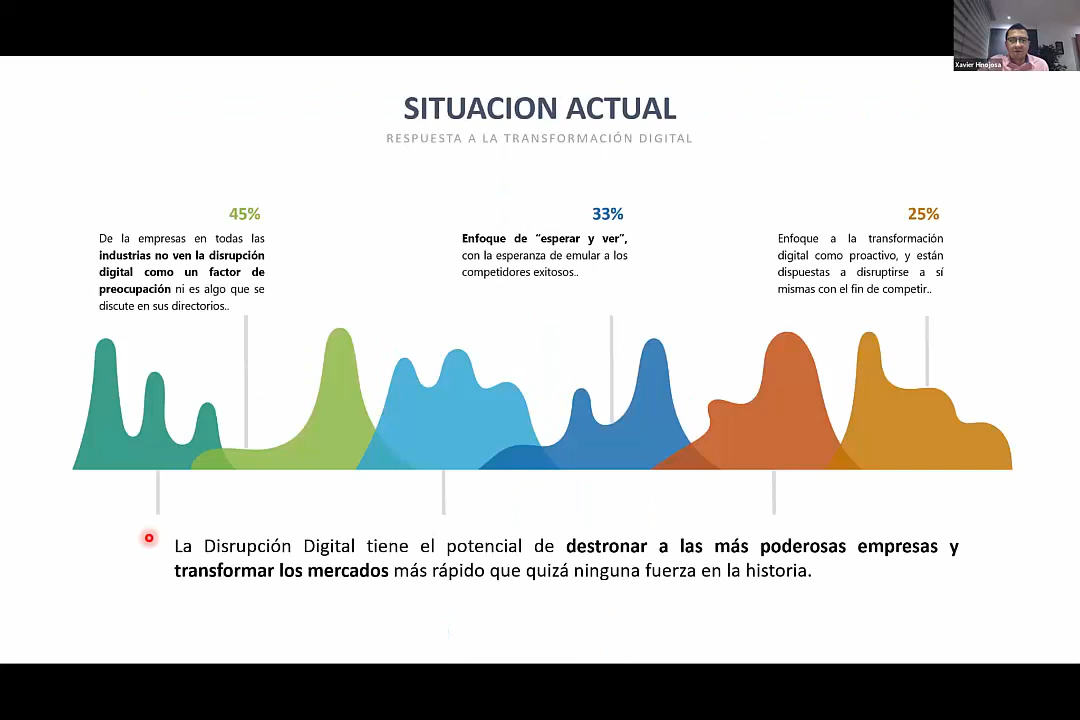 Xavier Hnojosa
SITUACION ACTUAL
RESPUESTA A LA TRANSFORMACIÓN DIGITAL
45%
De la empresas en todas las
industrias no ven la disrupción
digital como un factor de
preocupación ni es algo que se
discute en sus directorios..
33%
Enfoque de “esperar y ver”,
con la esperanza de emular a los
competidores exitosos..
25%
Enfoque a la transformación
digital como proactivo, y están
dispuestas a disruptirse a sí
mismas con el fin de competir..
La Disrupción Digital tiene el potencial de destronar a las más poderosas empresas y
transformar los mercados más rápido que quizá ninguna fuerza en la historia.